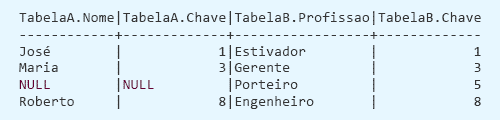 TabelaA.Nome|TabelaA.Chave|TabelaB.Profissao|TabelaB.Chave
------------+-------------+-----------------+-------------
José        |            1|Estivador        |            1
Maria       |            3|Gerente          |            3
NULL        |NULL         |Porteiro         |            5
Roberto     |            8|Engenheiro       |            8